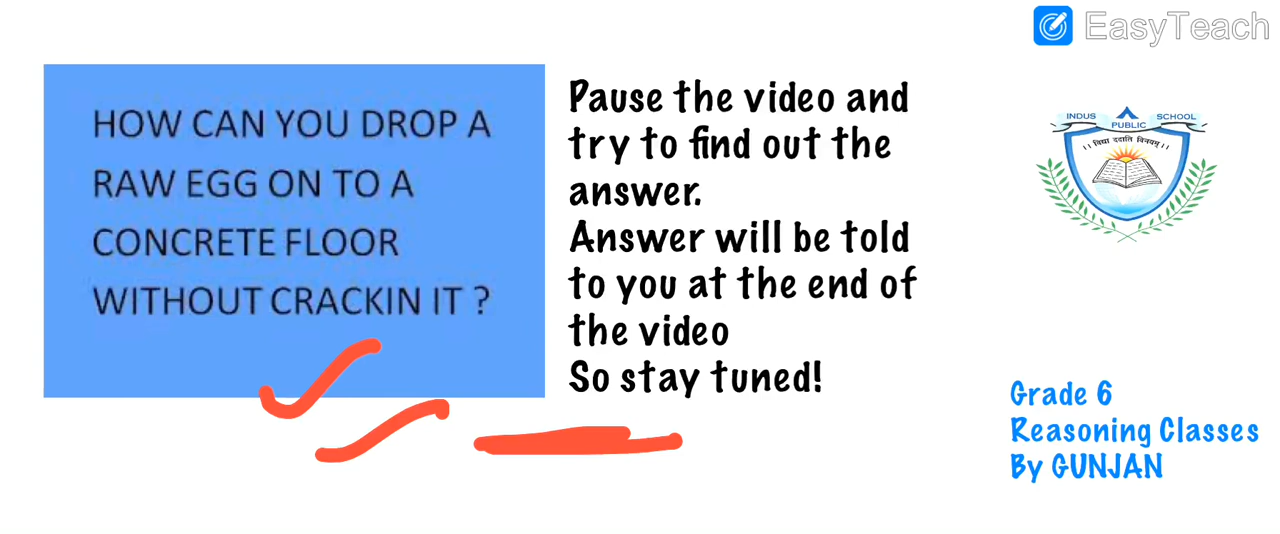 EasyTeach
HOW CAN YOU DROP A
RAW EGG ON TO A
CONCRETE FLOOR
WITHOUT CRACKIN IT ?
Pause the video and
try to find out the
answer.
Answer will be told
to you at the end of
the video
So stay tuned!
INDUS PUBLIC SCHOOL
।। विद्या ददाति विनयम् ।।
Grade 6
Reasoning Classes
By GUNJAN